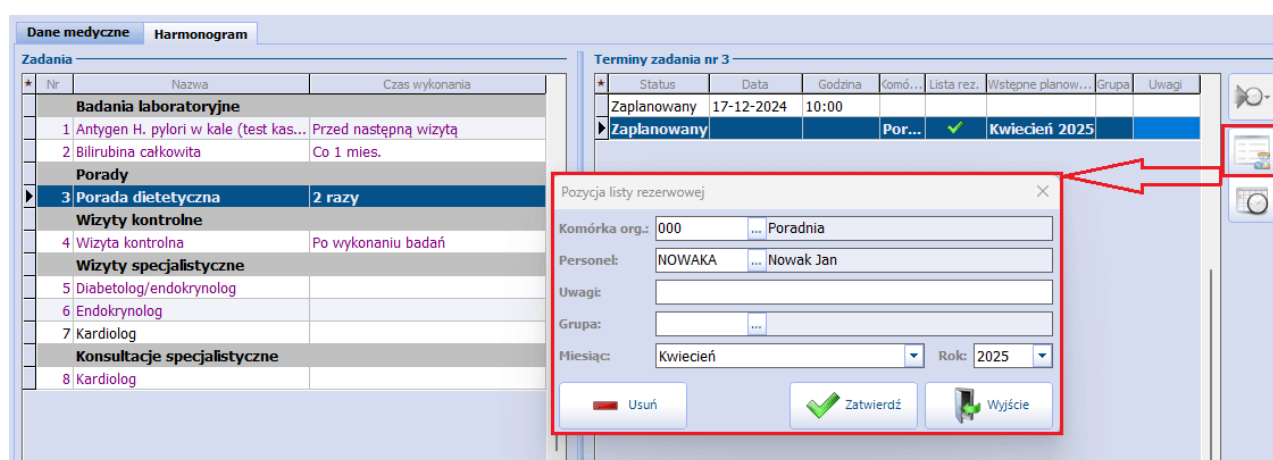 Dane medyczne Harmonogram
Zadania
* Nr Nazwa Czas wykonania
Badania laboratoryjne
1 Antygen H. pylori w kale (test kas... Przed następną wizytą
2 Bilirubina całkowita Co 1 mies.
Porady
3 Porada dietetyczna 2 razy
Wizyty kontrolne
4 Wizyta kontrolna Po wykonaniu badań
Wizyty specjalistyczne
5 Diabetolog/endokrynolog
6 Endokrynolog
7 Kardiolog
Konsultacje specjalistyczne
8 Kardiolog
Terminy zadania nr 3
* Status Data Godzina Komó... Lista rez. Wstępne planow... Grupa Uwagi
Zaplanowany 17-12-2024 10:00
Zaplanowany Por... Kwiecień 2025
Pozycja listy rezerwowej
Komórka org.: 000 ... Poradnia
Personel: NOWAKA ... Nowak Jan
Uwagi:
Grupa: ...
Miesiąc: Kwiecień Rok: 2025
Usuń Zatwierdź Wyjście